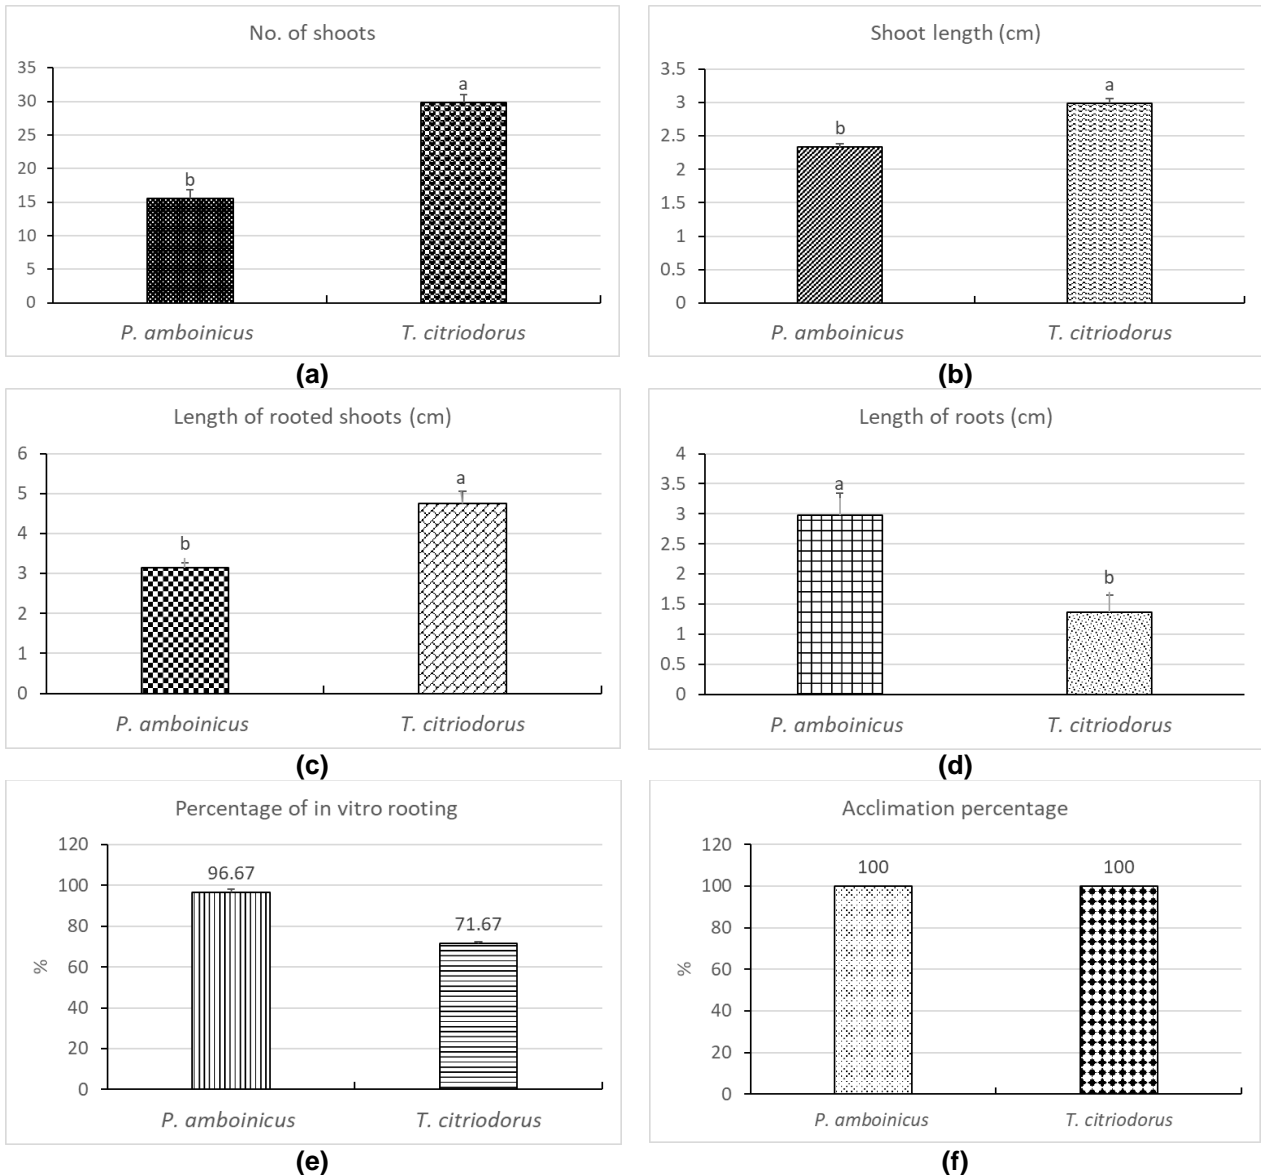 No. of shoots
35
30
25
20
15
10
5
0
b
a
P. amboinicus T. citriodorus
(a)
Shoot length (cm)
3.5
3
2.5
2
1.5
1
0.5
0
b
a
P. amboinicus T. citriodorus
(b)
Length of rooted shoots (cm)
6
5
4
3
2
1
0
b
a
P. amboinicus T. citriodorus
(c)
Length of roots (cm)
4
3.5
3
2.5
2
1.5
1
0.5
0
a
b
P. amboinicus T. citriodorus
(d)
Percentage of in vitro rooting
%
120
100
80
60
40
20
0
96.67
71.67
P. amboinicus T. citriodorus
(e)
Acclimation percentage
%
120
100
80
60
40
20
0
100
100
P. amboinicus T. citriodorus
(f)